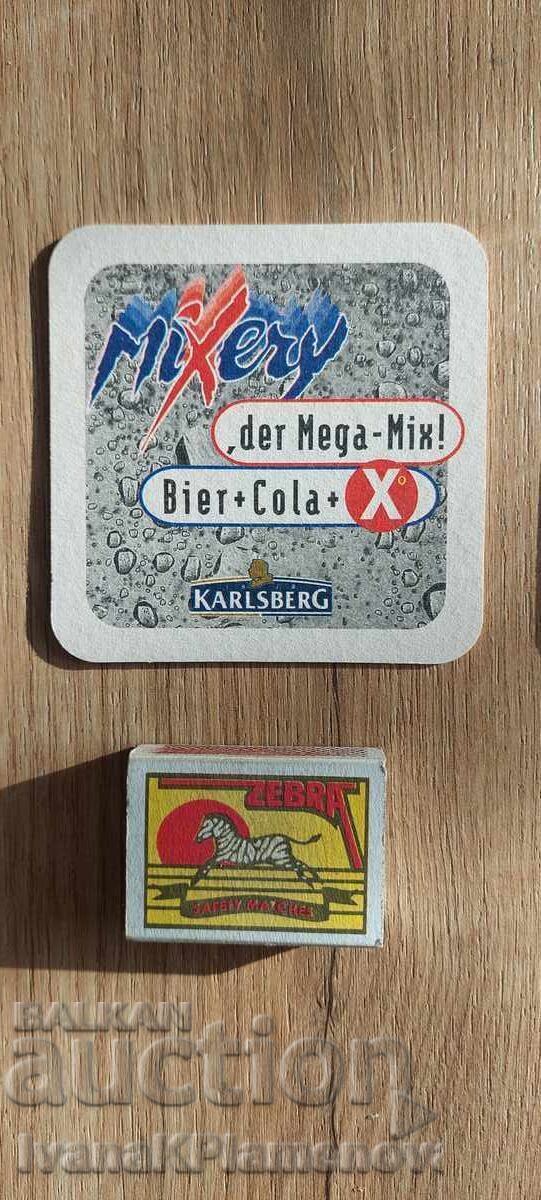 MiXery
,der Mega-Mix!
Bier+Cola+X°
KARLSBERG
ZEBRA
SAFETY MATCHES
BALKAN
auction
IvanaKPlamenov